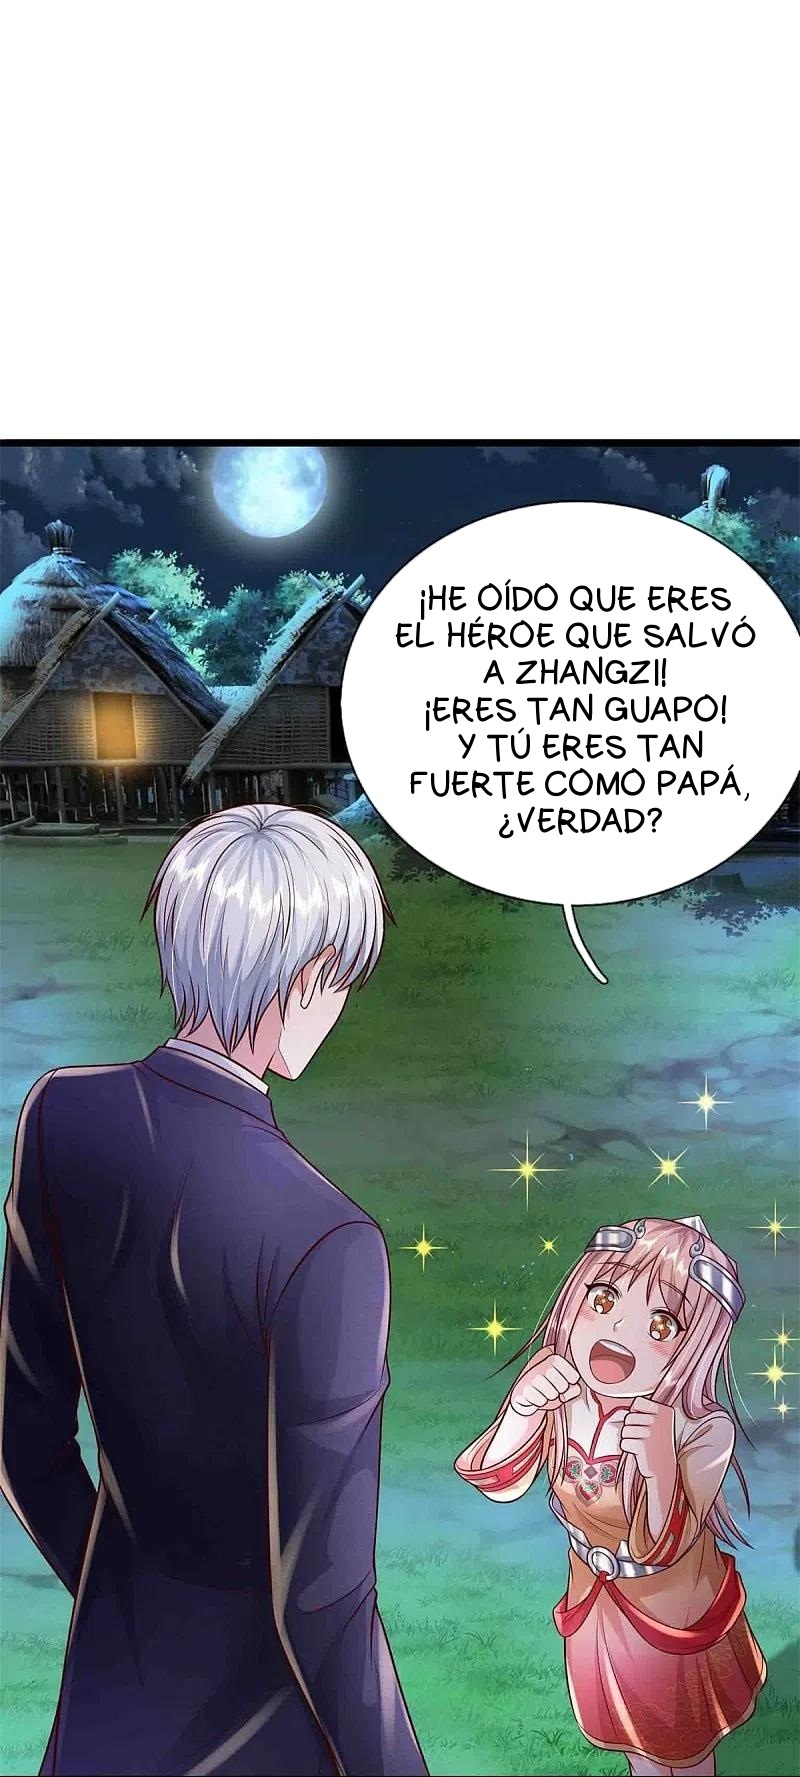 ¡HE OÍDO QUE ERES
EL HÉROE QUE SALVÓ
A ZHANGZI!
¡ERES TAN GUAPO!
Y TÚ ERES TAN
FUERTE COMO PAPÁ,
¿VERDAD?